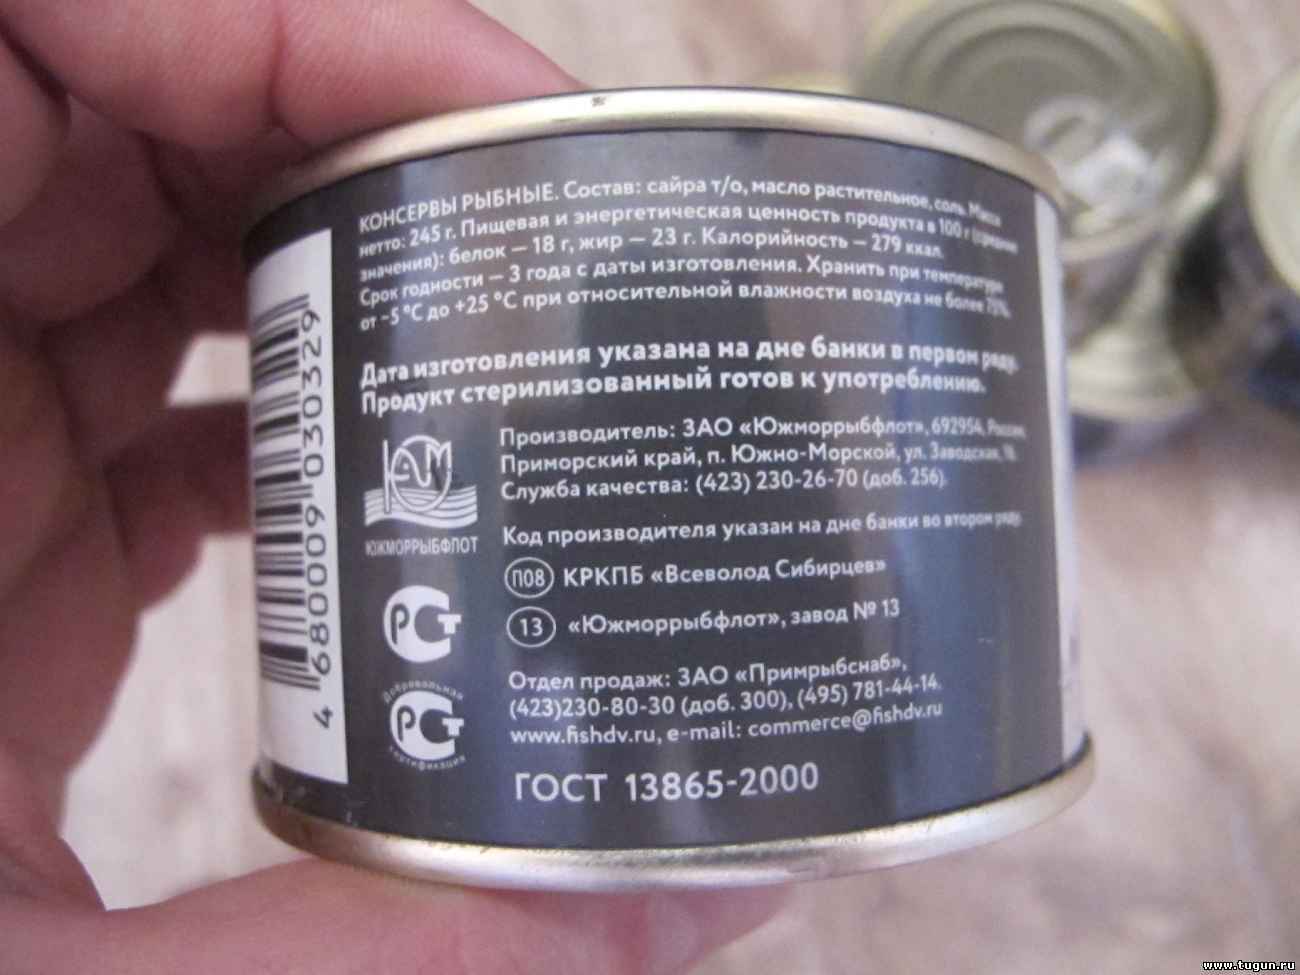 КОНСЕРВЫ РЫБНЫЕ. Состав: сайра т/о, масло растительное, соль. Масса
нетто: 245 г. Пищевая и энергетическая ценность продукта в 100 г (средние
значения): белок – 18 г, жир – 23 г. Калорийность – 279 ккал.
Срок годности – 3 года с даты изготовления. Хранить при температуре
от -5 °С до +25 °С при относительной влажности воздуха не более 75%.
Дата изготовления указана на дне банки в первом ряду.
Продукт стерилизованный готов к употреблению.
Производитель: ЗАО «Южморрыбфлот», 692954, Россия,
Приморский край, п. Южно-Морской, ул. Заводская,
Служба качества: (423) 230-26-70 (доб. 256).
Код производителя указан на дне банки во втором ряду.
П08 КРКПБ «Всеволод Сибирцев»
13 «Южморрыбфлот», завод № 13
Отдел продаж: ЗАО «Примрыбснаб»,
(423)230-80-30 (доб. 300), (495) 781-44-14.
www.fishdv.ru, e-mail: commerce@fishdv.ru
ГОСТ 13865-2000
ЮЖМОРРЫБФЛОТ
РСТ
Добровольная
РСТ
сертификация
4 680009 030329
www.tugun.ru